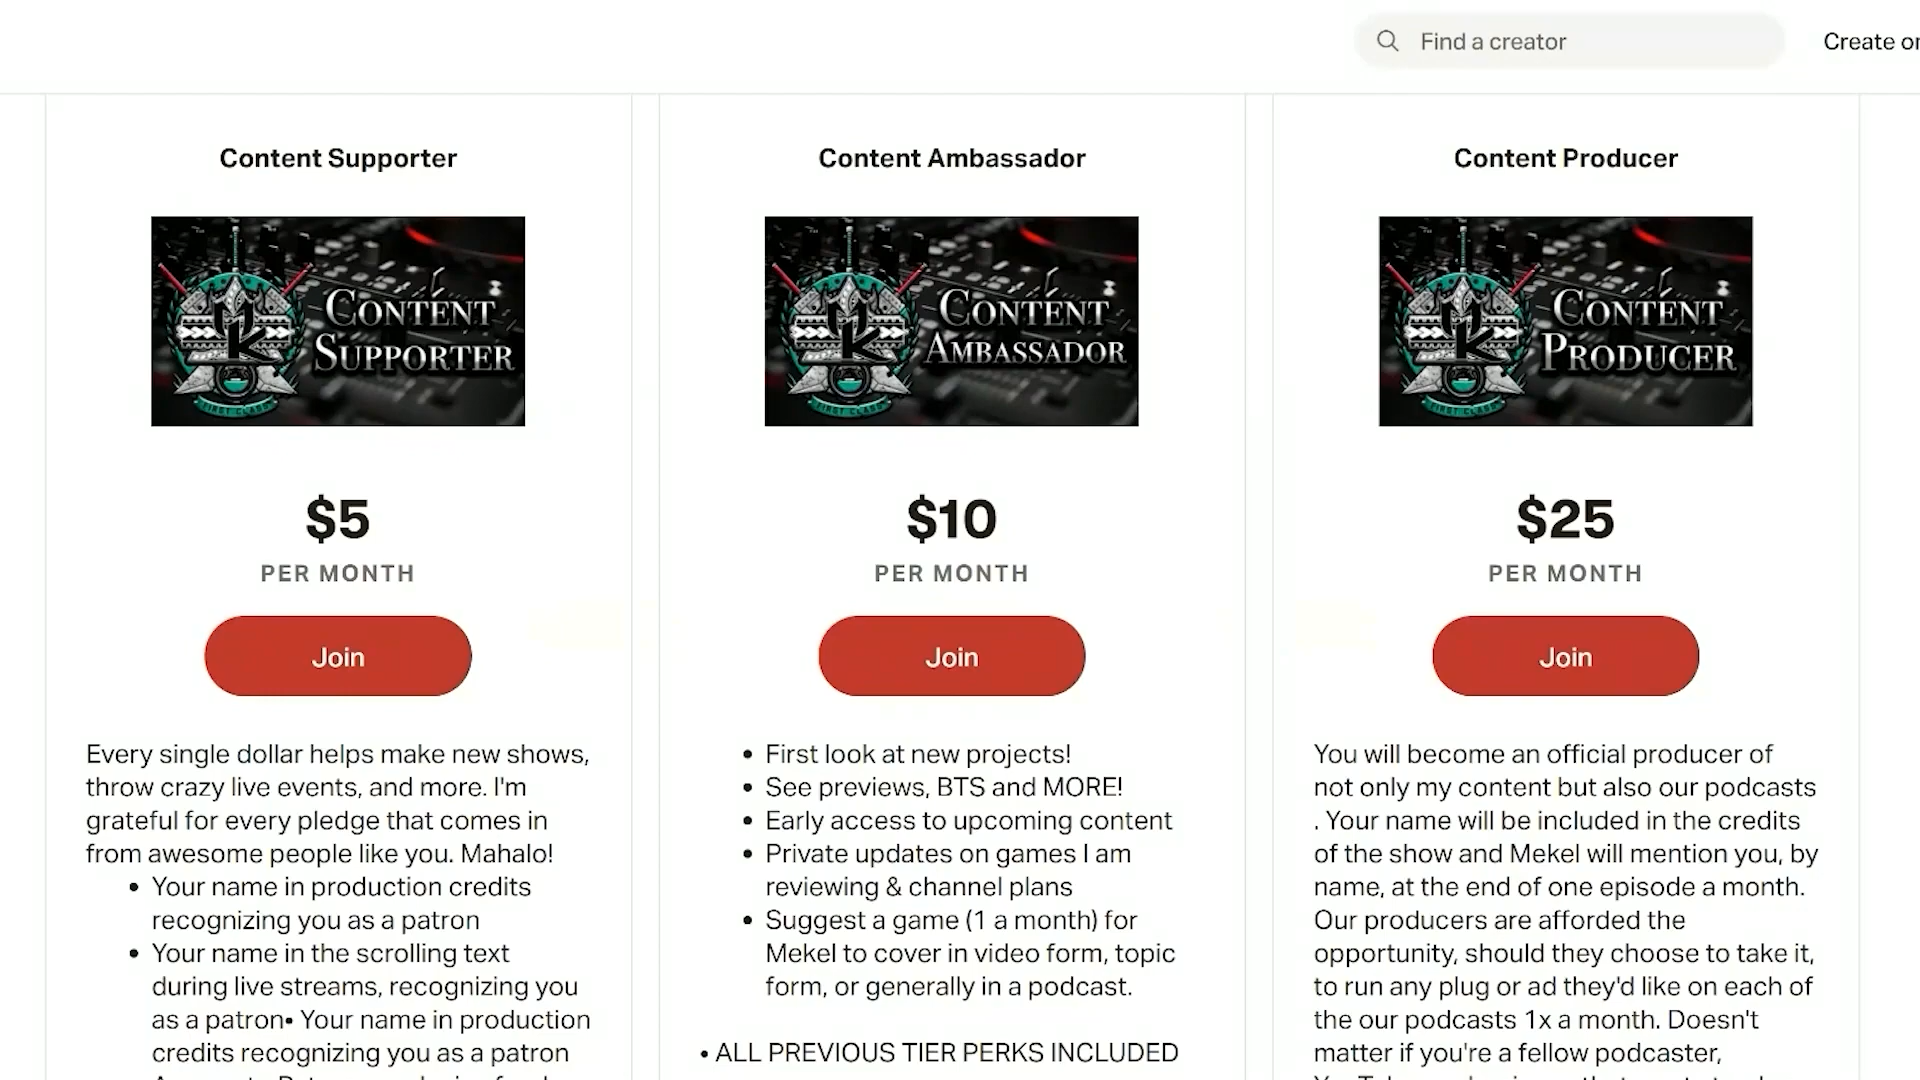 Find a creator
Create on
Content Supporter
CONTENT
SUPPORTER
FIRST CLASS
$5
PER MONTH
Join
Every single dollar helps make new shows,
throw crazy live events, and more. I'm
grateful for every pledge that comes in
from awesome people like you. Mahalo!
• Your name in production credits
recognizing you as a patron
• Your name in the scrolling text
during live streams, recognizing you
as a patron• Your name in production
credits recognizing you as a patron
Content Ambassador
CONTENT
AMBASSADOR
FIRST CLASS
$10
PER MONTH
Join
• First look at new projects!
• See previews, BTS and MORE!
• Early access to upcoming content
• Private updates on games I am
reviewing & channel plans
• Suggest a game (1 a month) for
Mekel to cover in video form, topic
form, or generally in a podcast.
• ALL PREVIOUS TIER PERKS INCLUDED
Content Producer
CONTENT
PRODUCER
FIRST CLASS
$25
PER MONTH
Join
You will become an official producer of
not only my content but also our podcasts
. Your name will be included in the credits
of the show and Mekel will mention you, by
name, at the end of one episode a month.
Our producers are afforded the
opportunity, should they choose to take it,
to run any plug or ad they'd like on each of
the our podcasts 1x a month. Doesn't
matter if you're a fellow podcaster,